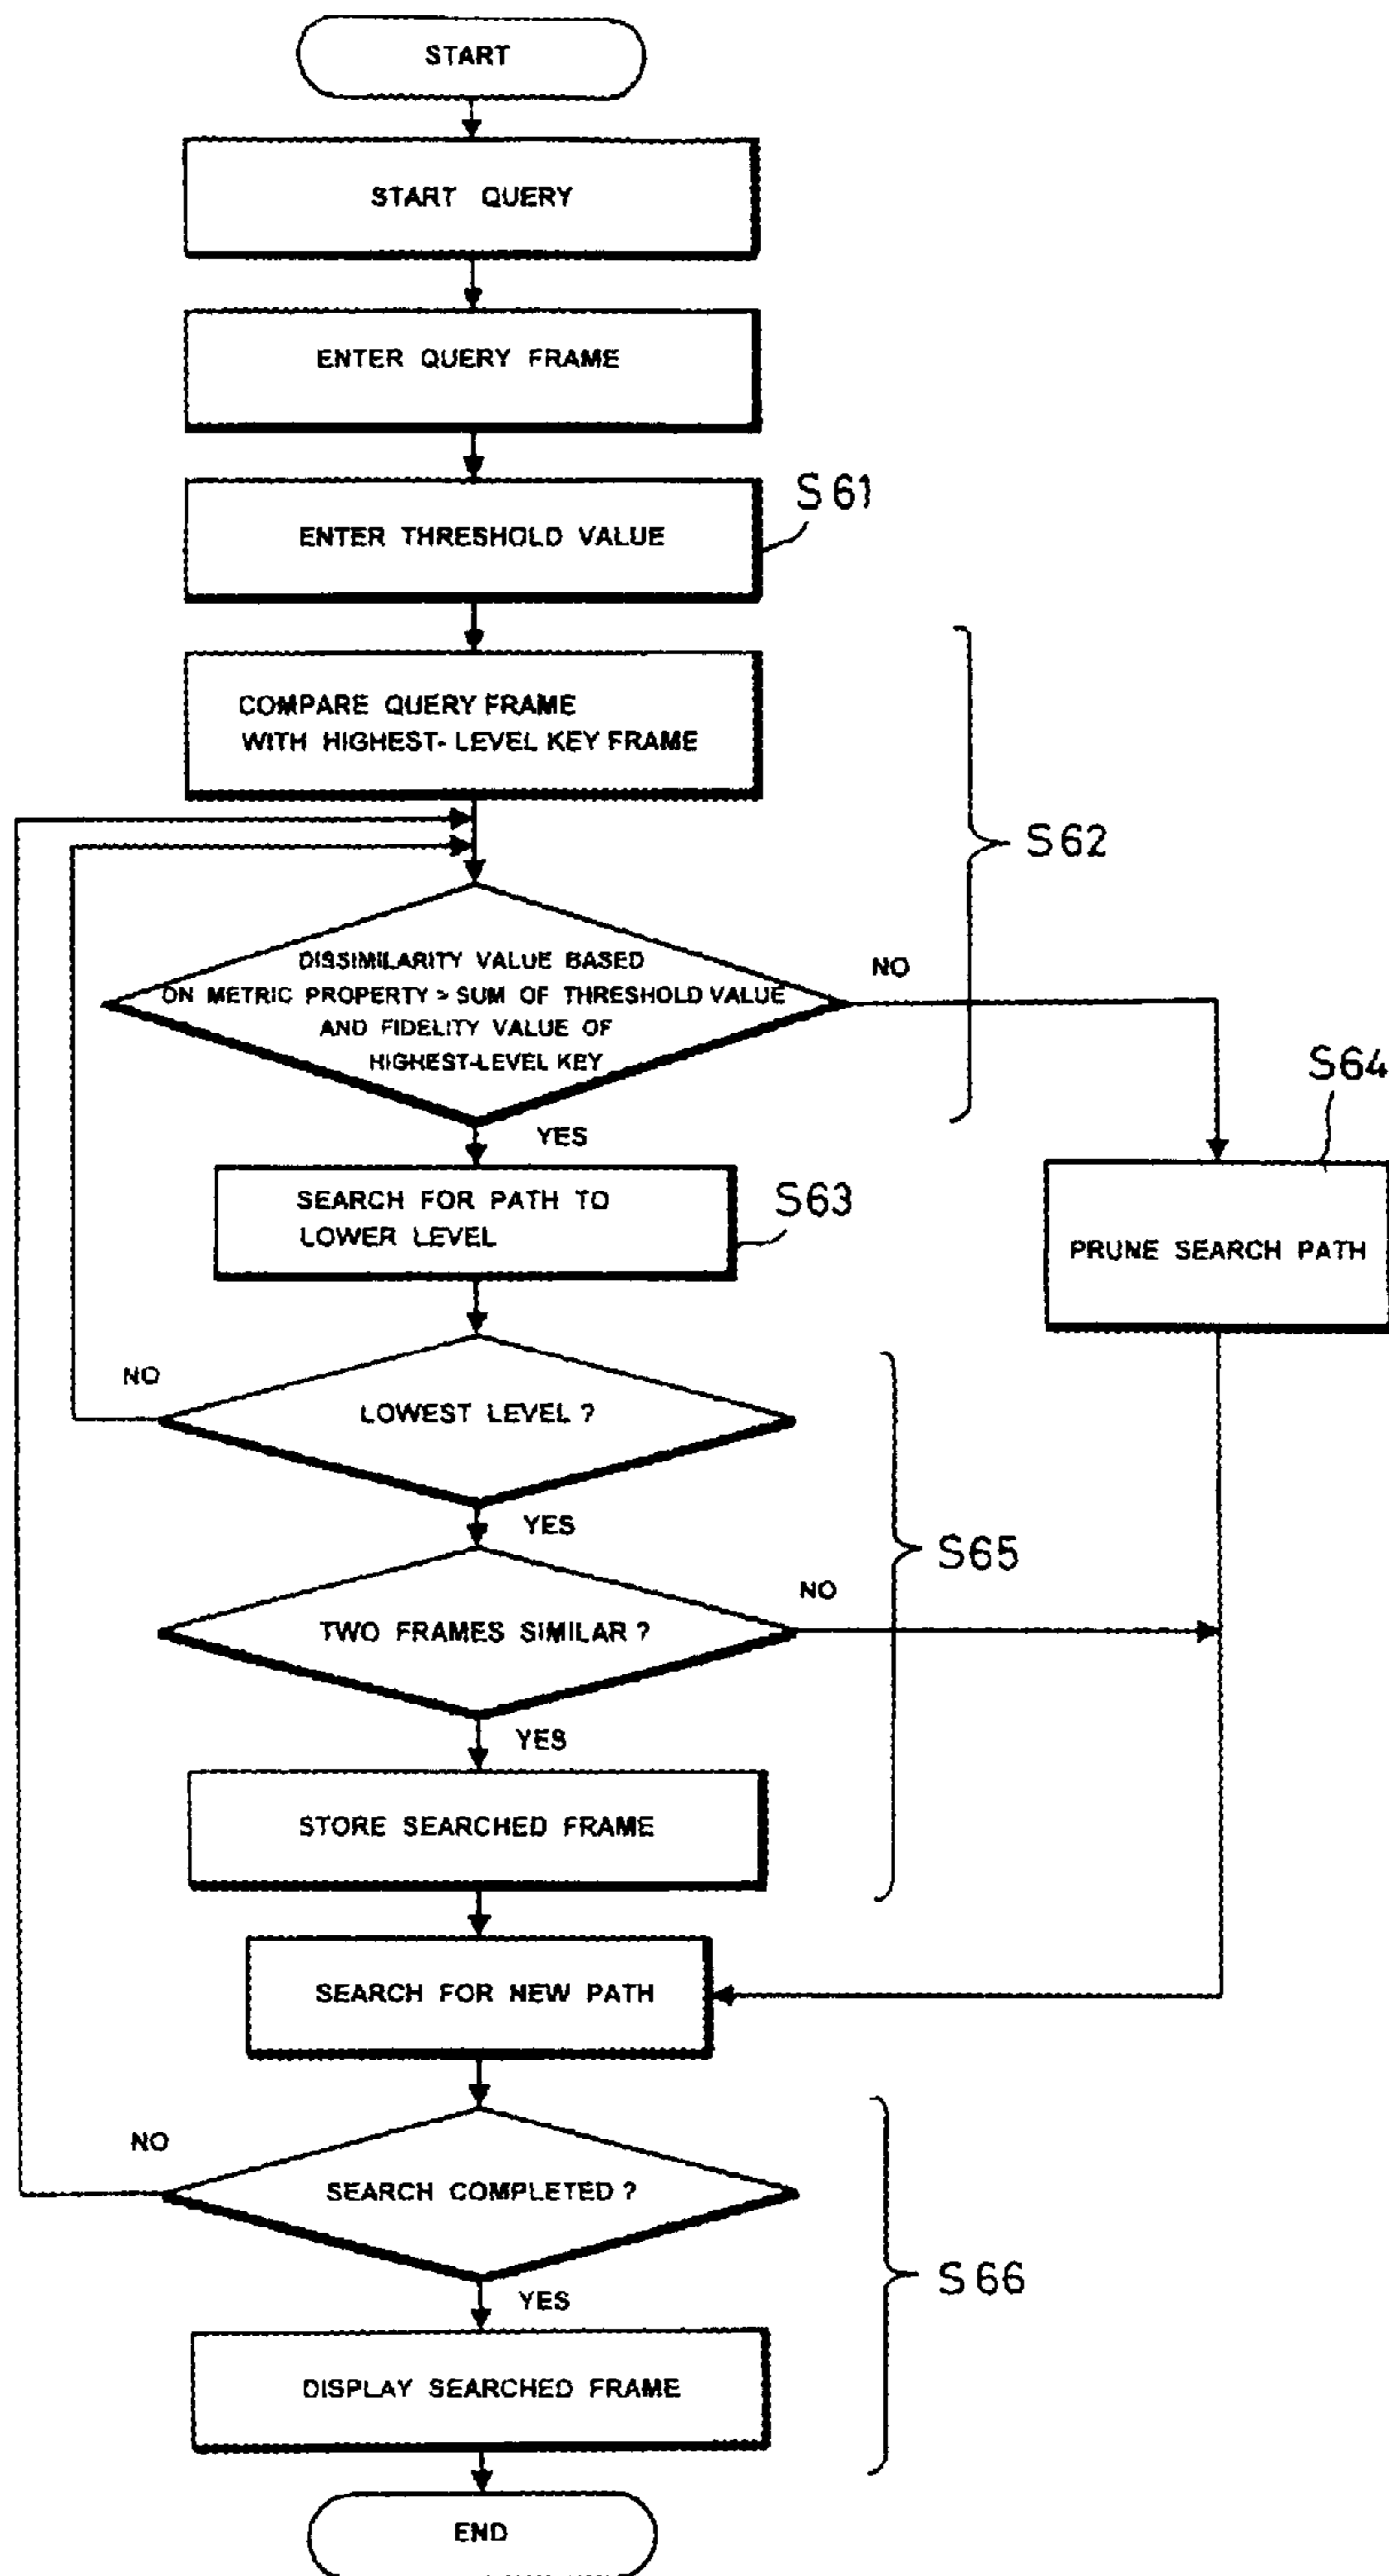 START
START QUERY
ENTER QUERY FRAME
ENTER THRESHOLD VALUE
S61
COMPARE QUERY FRAME
WITH HIGHEST-LEVEL KEY FRAME
S62
DISSIMILARITY VALUE BASED
ON METRIC PROPERTY > SUM OF THRESHOLD VALUE
AND FIDELITY VALUE OF
HIGHEST-LEVEL KEY
NO
YES
S64
PRUNE SEARCH PATH
SEARCH FOR PATH TO
LOWER LEVEL
S63
LOWEST LEVEL ?
NO
YES
S65
TWO FRAMES SIMILAR ?
NO
YES
STORE SEARCHED FRAME
SEARCH FOR NEW PATH
SEARCH COMPLETED ?
NO
YES
S66
DISPLAY SEARCHED FRAME
END